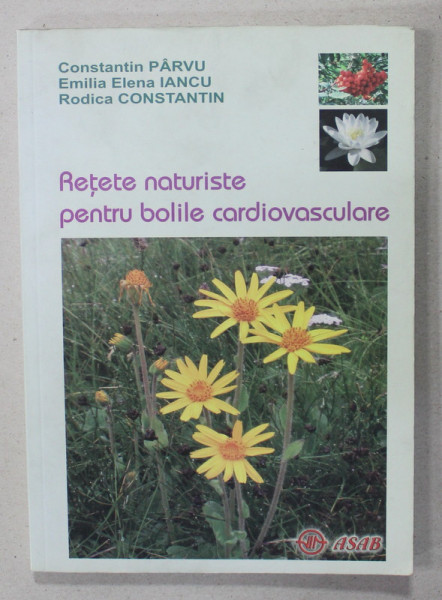 Constantin PÂRVU
Emilia Elena IANCU
Rodica CONSTANTIN
Rețete naturiste
pentru bolile cardiovasculare
ASAB